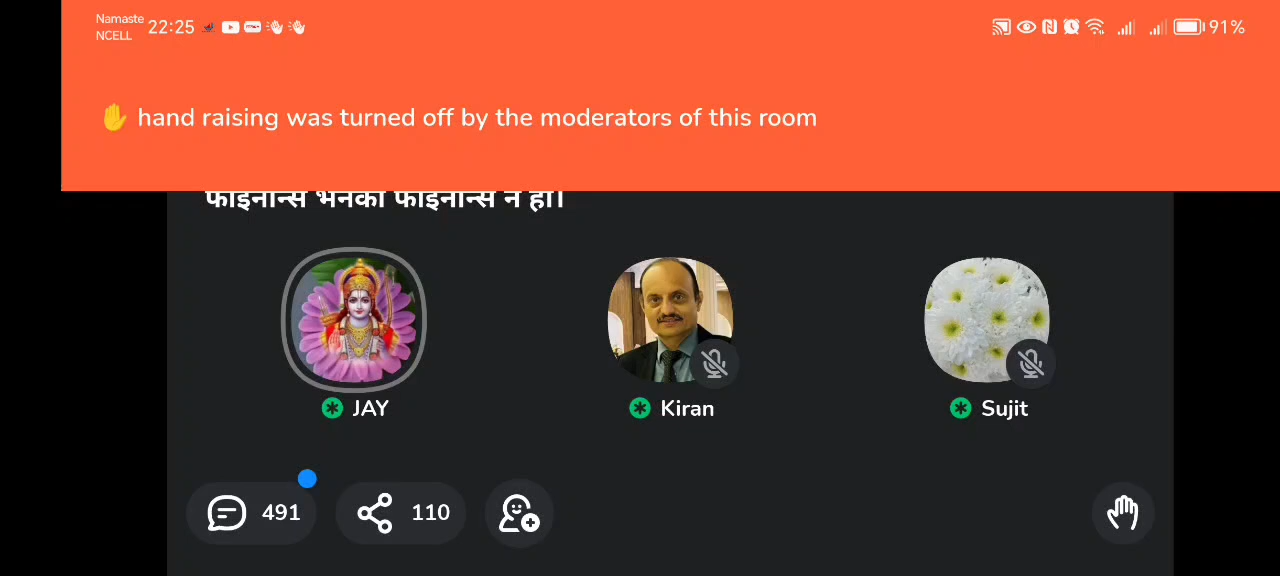 Namaste
NCELL
22:25
91%
✋ hand raising was turned off by the moderators of this room
फाइनान्स भनेको फाइनान्स नै हो।
JAY
Kiran
Sujit
491
110